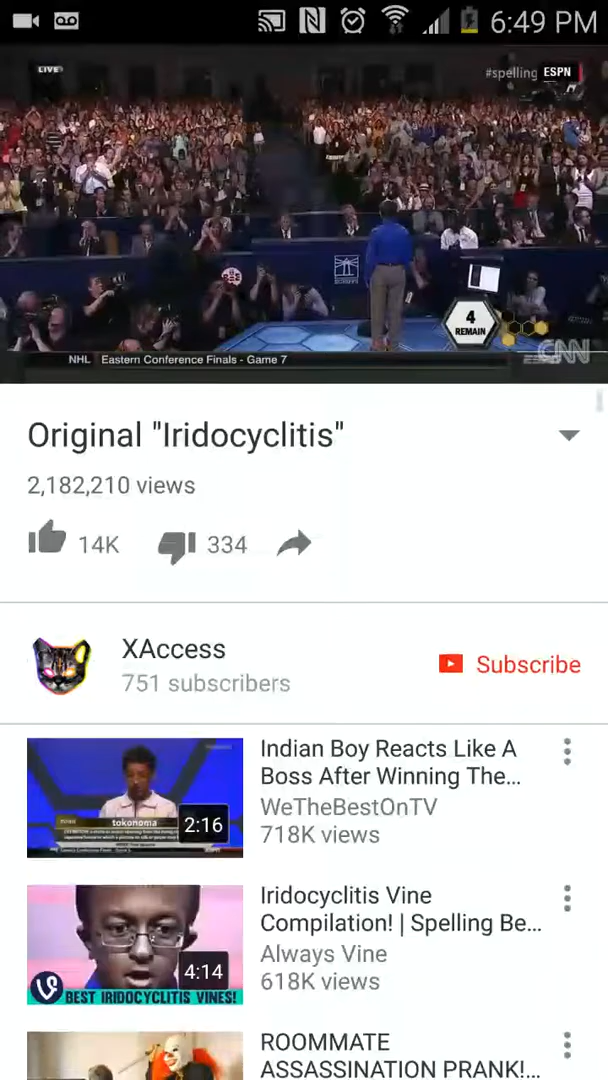 6:49 PM
LIVE
#spelling ESPN
4
REMAIN
CNN
NHL Eastern Conference Finals - Game 7
Original "Iridocyclitis"
2,182,210 views
14K
334
XAccess
751 subscribers
Subscribe
Indian Boy Reacts Like A
Boss After Winning The...
WeTheBestOnTV
718K views
tokonoma
2:16
Iridocyclitis Vine
Compilation! | Spelling Be...
Always Vine
618K views
4:14
BEST IRIDOCYCLITIS VINES!
ROOMMATE
ASSASSINATION PRANK!...